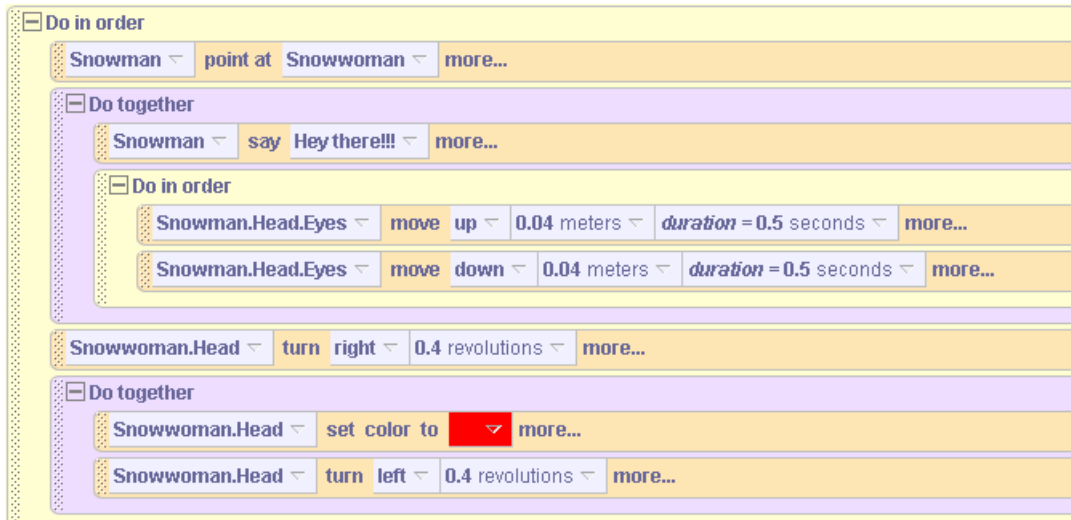 Do in order
Snowman point at Snowwoman more...
Do together
Snowman say Hey there!!! more...
Do in order
Snowman.Head.Eyes move up 0.04 meters duration = 0.5 seconds more...
Snowman.Head.Eyes move down 0.04 meters duration = 0.5 seconds more...
Snowwoman.Head turn right 0.4 revolutions more...
Do together
Snowwoman.Head set color to more...
Snowwoman.Head turn left 0.4 revolutions more...